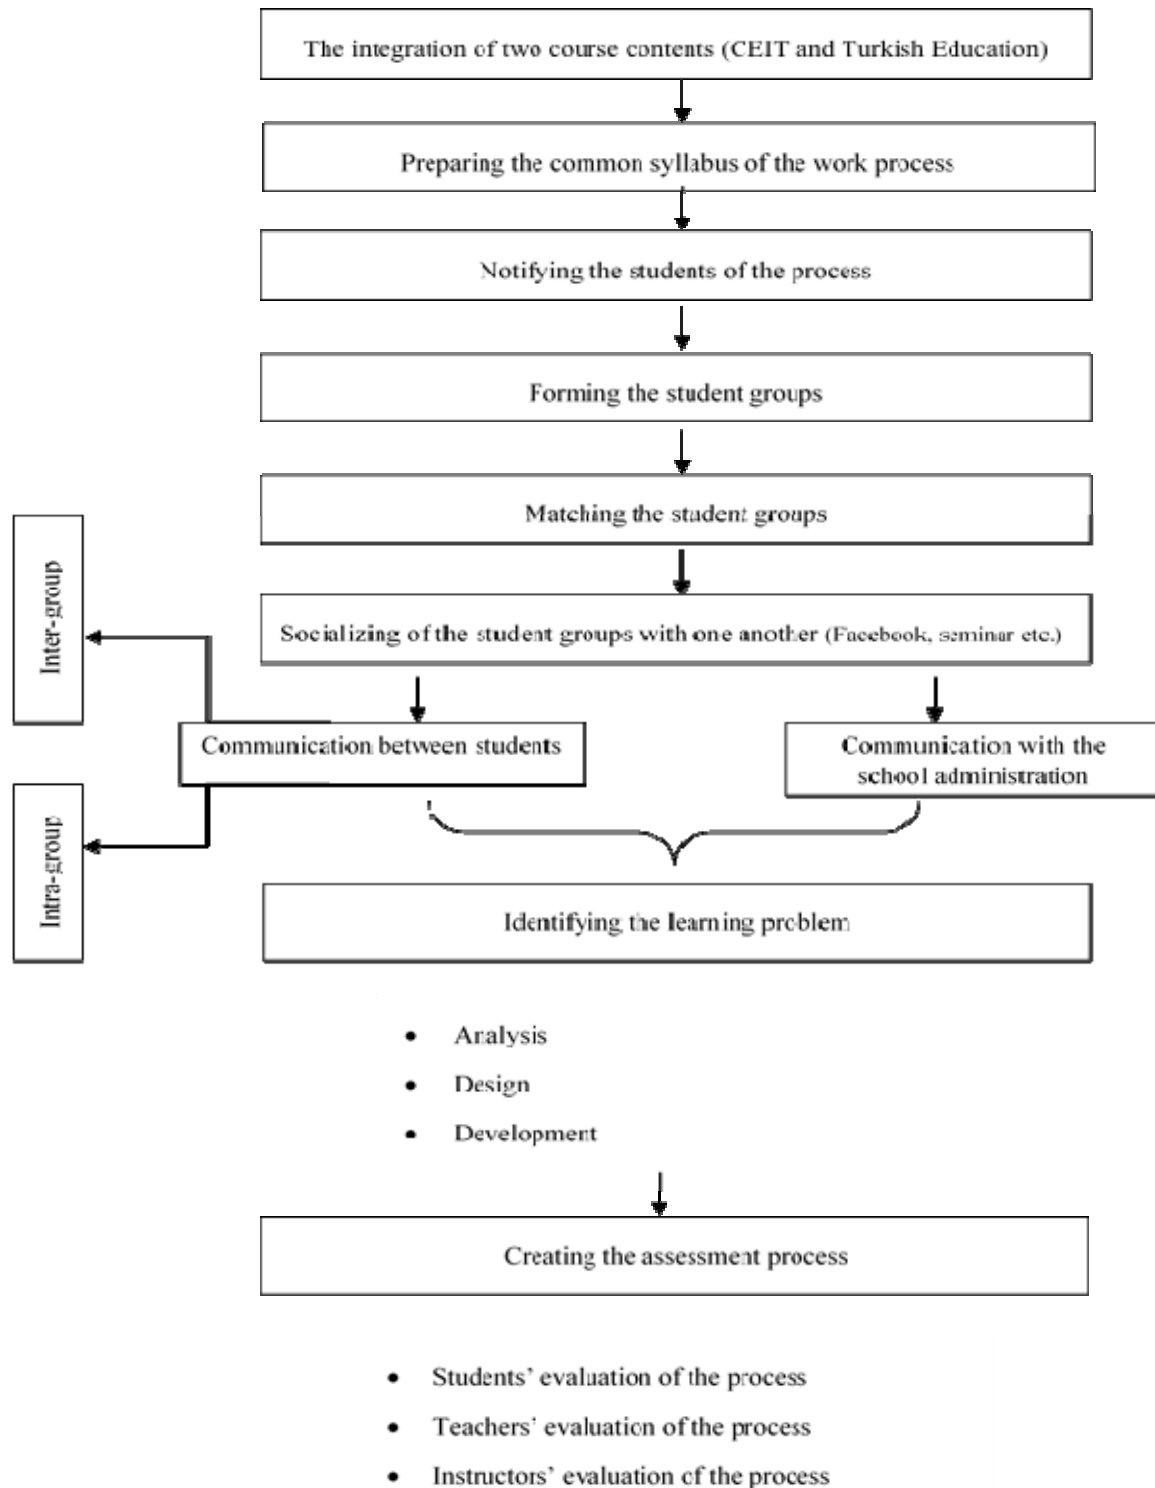 The integration of two course contents (CEIT and Turkish Education)
Preparing the common syllabus of the work process
Notifying the students of the process
Forming the student groups
Matching the student groups
Socializing of the student groups with one another (Facebook, seminar etc.)
Inter-group
Communication between students
Communication with the
school administration
Intra-group
Identifying the learning problem
• Analysis
• Design
• Development
Creating the assessment process
• Students’ evaluation of the process
• Teachers’ evaluation of the process
• Instructors’ evaluation of the process